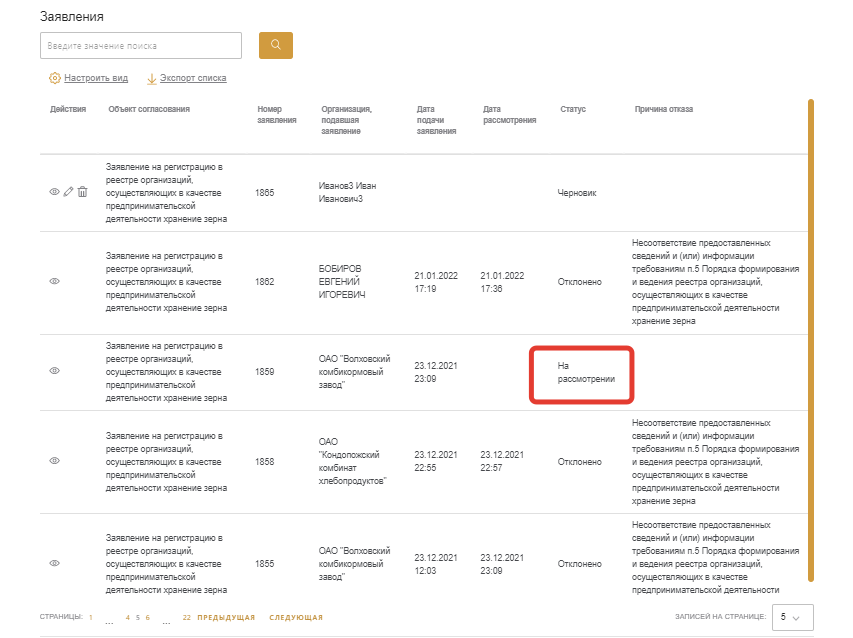 Заявления
Введите значение поиска
Настроить вид
Экспорт списка
Действия
Объект согласования
Номер
заявления
Организация,
подавшая
заявление
Дата
подачи
заявления
Дата
рассмотрения
Статус
Причина отказа
Заявление на регистрацию в
реестре организаций,
осуществляющих в качестве
предпринимательской
деятельности хранение зерна
1865
Иванов3 Иван
Иванович3
Черновик
Заявление на регистрацию в
реестре организаций,
осуществляющих в качестве
предпринимательской
деятельности хранение зерна
1862
БОБИРОВ
ЕВГЕНИЙ
ИГОРЕВИЧ
21.01.2022
17:19
21.01.2022
17:36
Отклонено
Несоответствие предоставленных
сведений и (или) информации
требованиям п.5 Порядка формирования
и ведения реестра организаций,
осуществляющих в качестве
предпринимательской деятельности
хранение зерна
Заявление на регистрацию в
реестре организаций,
осуществляющих в качестве
предпринимательской
деятельности хранение зерна
1859
ОАО "Волховский
комбикормовый
завод"
23.12.2021
23:09
На
рассмотрении
Заявление на регистрацию в
реестре организаций,
осуществляющих в качестве
предпринимательской
деятельности хранение зерна
1858
ОАО
"Кондопожский
комбинат
хлебопродуктов"
23.12.2021
22:55
23.12.2021
22:57
Отклонено
Несоответствие предоставленных
сведений и (или) информации
требованиям п.5 Порядка формирования
и ведения реестра организаций,
осуществляющих в качестве
предпринимательской деятельности
хранение зерна
Заявление на регистрацию в
реестре организаций,
осуществляющих в качестве
предпринимательской
деятельности хранение зерна
1855
ОАО "Волховский
комбикормовый
завод"
23.12.2021
12:03
23.12.2021
23:09
Отклонено
Несоответствие предоставленных
сведений и (или) информации
требованиям п.5 Порядка формирования
и ведения реестра организаций,
осуществляющих в качестве
предпринимательской деятельности
СТРАНИЦЫ: 1 ... 4 5 6 ... 22 ПРЕДЫДУЩАЯ СЛЕДУЮЩАЯ
ЗАПИСЕЙ НА СТРАНИЦЕ: 5